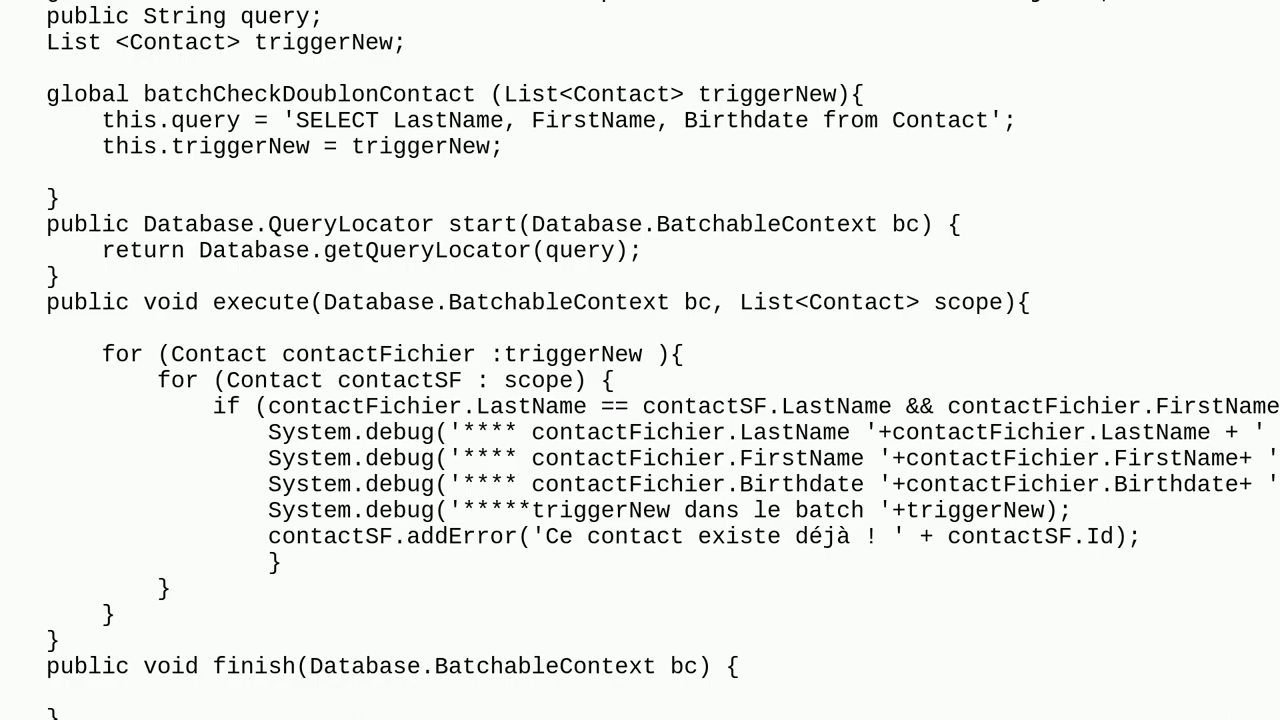 public String query;
List <Contact> triggerNew;
global batchCheckDoublonContact (List<Contact> triggerNew){
this.query = 'SELECT LastName, FirstName, Birthdate from Contact';
this.triggerNew = triggerNew;
}
public Database.QueryLocator start(Database.BatchableContext bc) {
return Database.getQueryLocator(query);
}
public void execute(Database.BatchableContext bc, List<Contact> scope){
for (Contact contactFichier :triggerNew ){
for (Contact contactSF : scope) {
if (contactFichier.LastName == contactSF.LastName && contactFichier.FirstName
System.debug('**** contactFichier.LastName '+contactFichier.LastName + '
System.debug('**** contactFichier.FirstName '+contactFichier.FirstName+ '
System.debug('**** contactFichier.Birthdate '+contactFichier.Birthdate+ '
System.debug('*****triggerNew dans le batch '+triggerNew);
contactSF.addError('Ce contact existe déjà ! ' + contactSF.Id);
}
}
}
}
public void finish(Database.BatchableContext bc) {
}